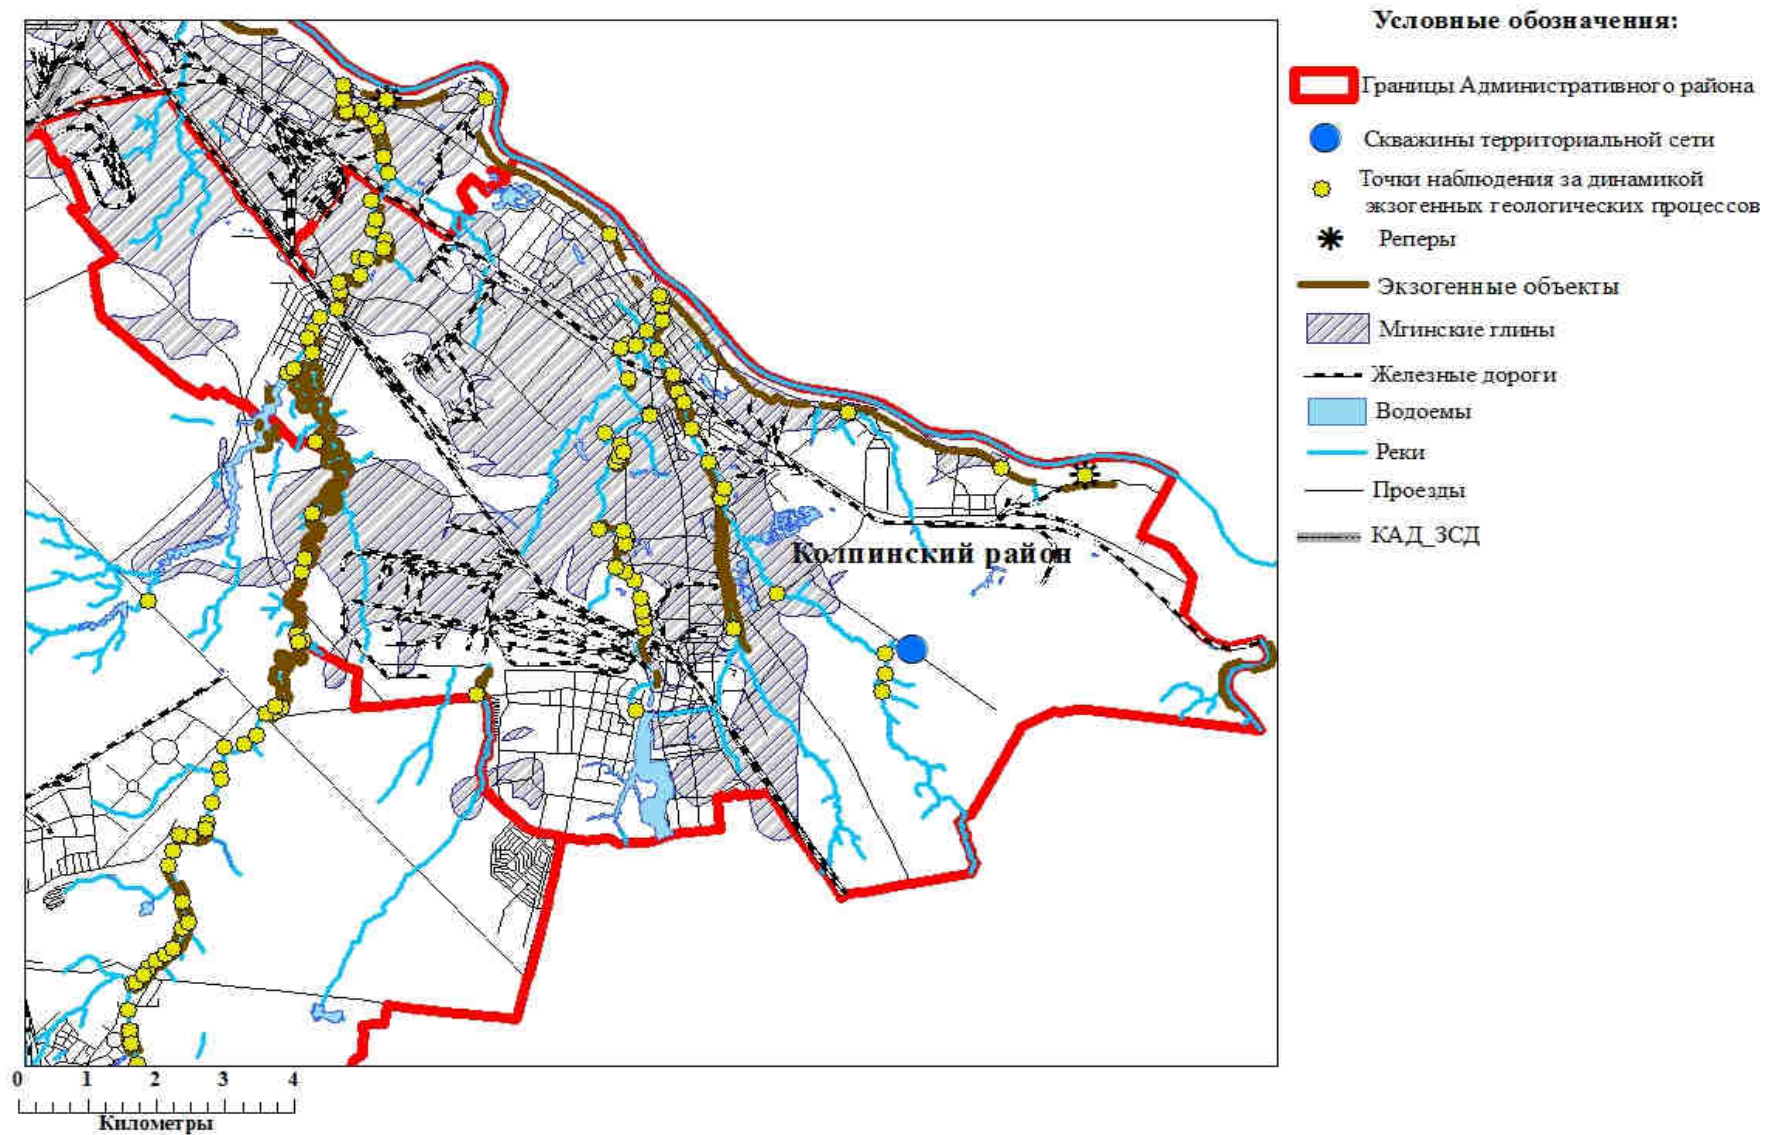 Условные обозначения:
Границы Административного района
Скважины территориальной сети
Точки наблюдения за динамикой
экзогенных геологических процессов
Реперы
Экзогенные объекты
Мгинские глины
Железные дороги
Водоемы
Реки
Проезды
КАД_ЗСД
Колпинский район
0 1 2 3 4
Километры